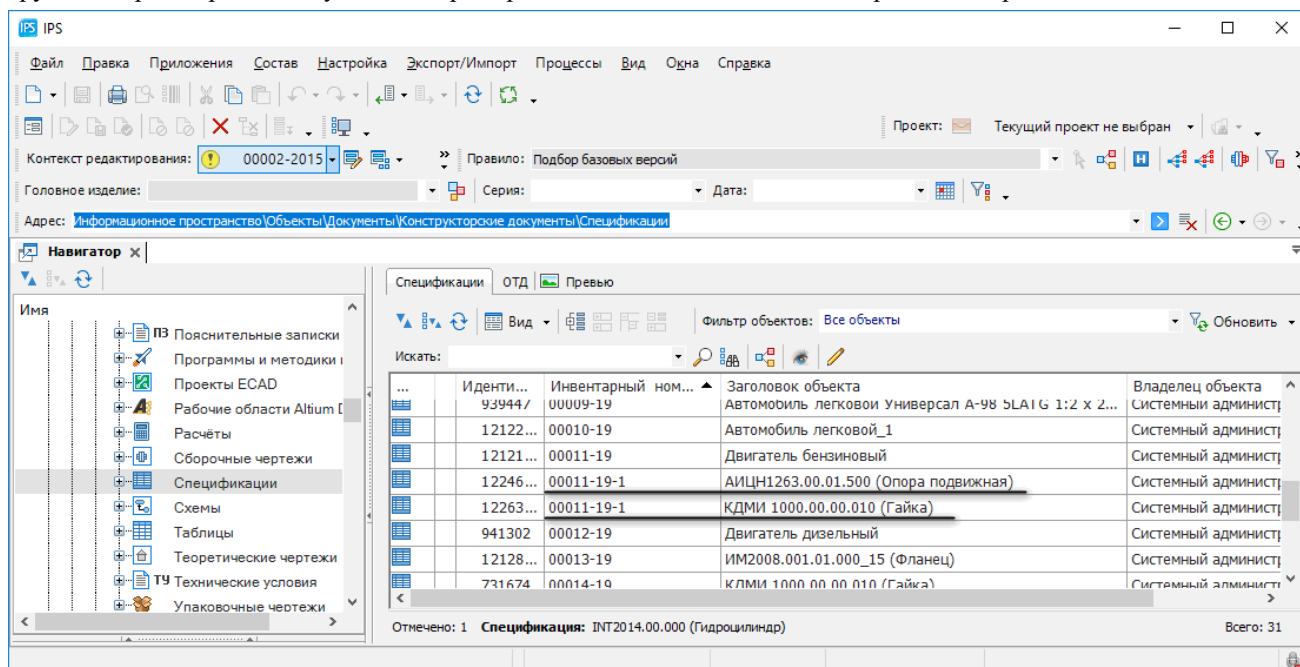 IPS
Файл Правка Приложения Состав Настройка Экспорт/Импорт Процессы Вид Окна Справка
Проект: Текущий проект не выбран
Контекст редактирования: 00002-2015 Правило: Подбор базовых версий
Головное изделие: Серия: Дата:
Адрес: Информационное пространство\Объекты\Документы\Конструкторские документы\Спецификации
Навигатор
Имя
ПЗ Пояснительные записки
Программы и методики
Проекты ECAD
Рабочие области Altium
Расчёты
Сборочные чертежи
Спецификации
Схемы
Таблицы
Теоретические чертежи
ТУ Технические условия
Упаковочные чертежи
Спецификации ОТД Превью
Вид Фильтр объектов: Все объекты Обновить
Искать:
... Иденти... Инвентарный ном... Заголовок объекта Владелец объекта
939447 00009-19 Автомобиль легковой Универсал А-98 5LATG 1:2 x 2... Системный админист
12122... 00010-19 Автомобиль легковой_1 Системный админист
12121... 00011-19 Двигатель бензиновый Системный админист
12246... 00011-19-1 АИЦН1263.00.01.500 (Опора подвижная) Системный админист
12263... 00011-19-1 КДМИ 1000.00.00.010 (Гайка) Системный админист
941302 00012-19 Двигатель дизельный Системный админист
12128... 00013-19 ИМ2008.001.01.000_15 (Фланец) Системный админист
731674 00014-19 КДМИ 1000.00.00.010 (Гайка) Системный админист
Отмечено: 1 Спецификация: INT2014.00.000 (Гидроцилиндр) Всего: 31